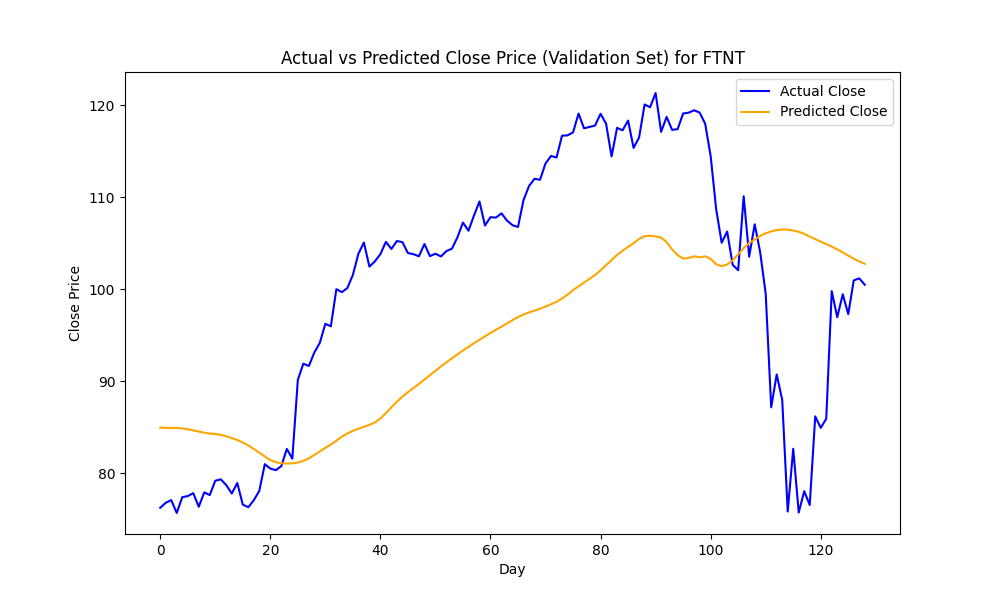 Actual vs Predicted Close Price (Validation Set) for FTNT
Actual Close
Predicted Close
120
110
100
90
80
Close Price
0 20 40 60 80 100 120
Day